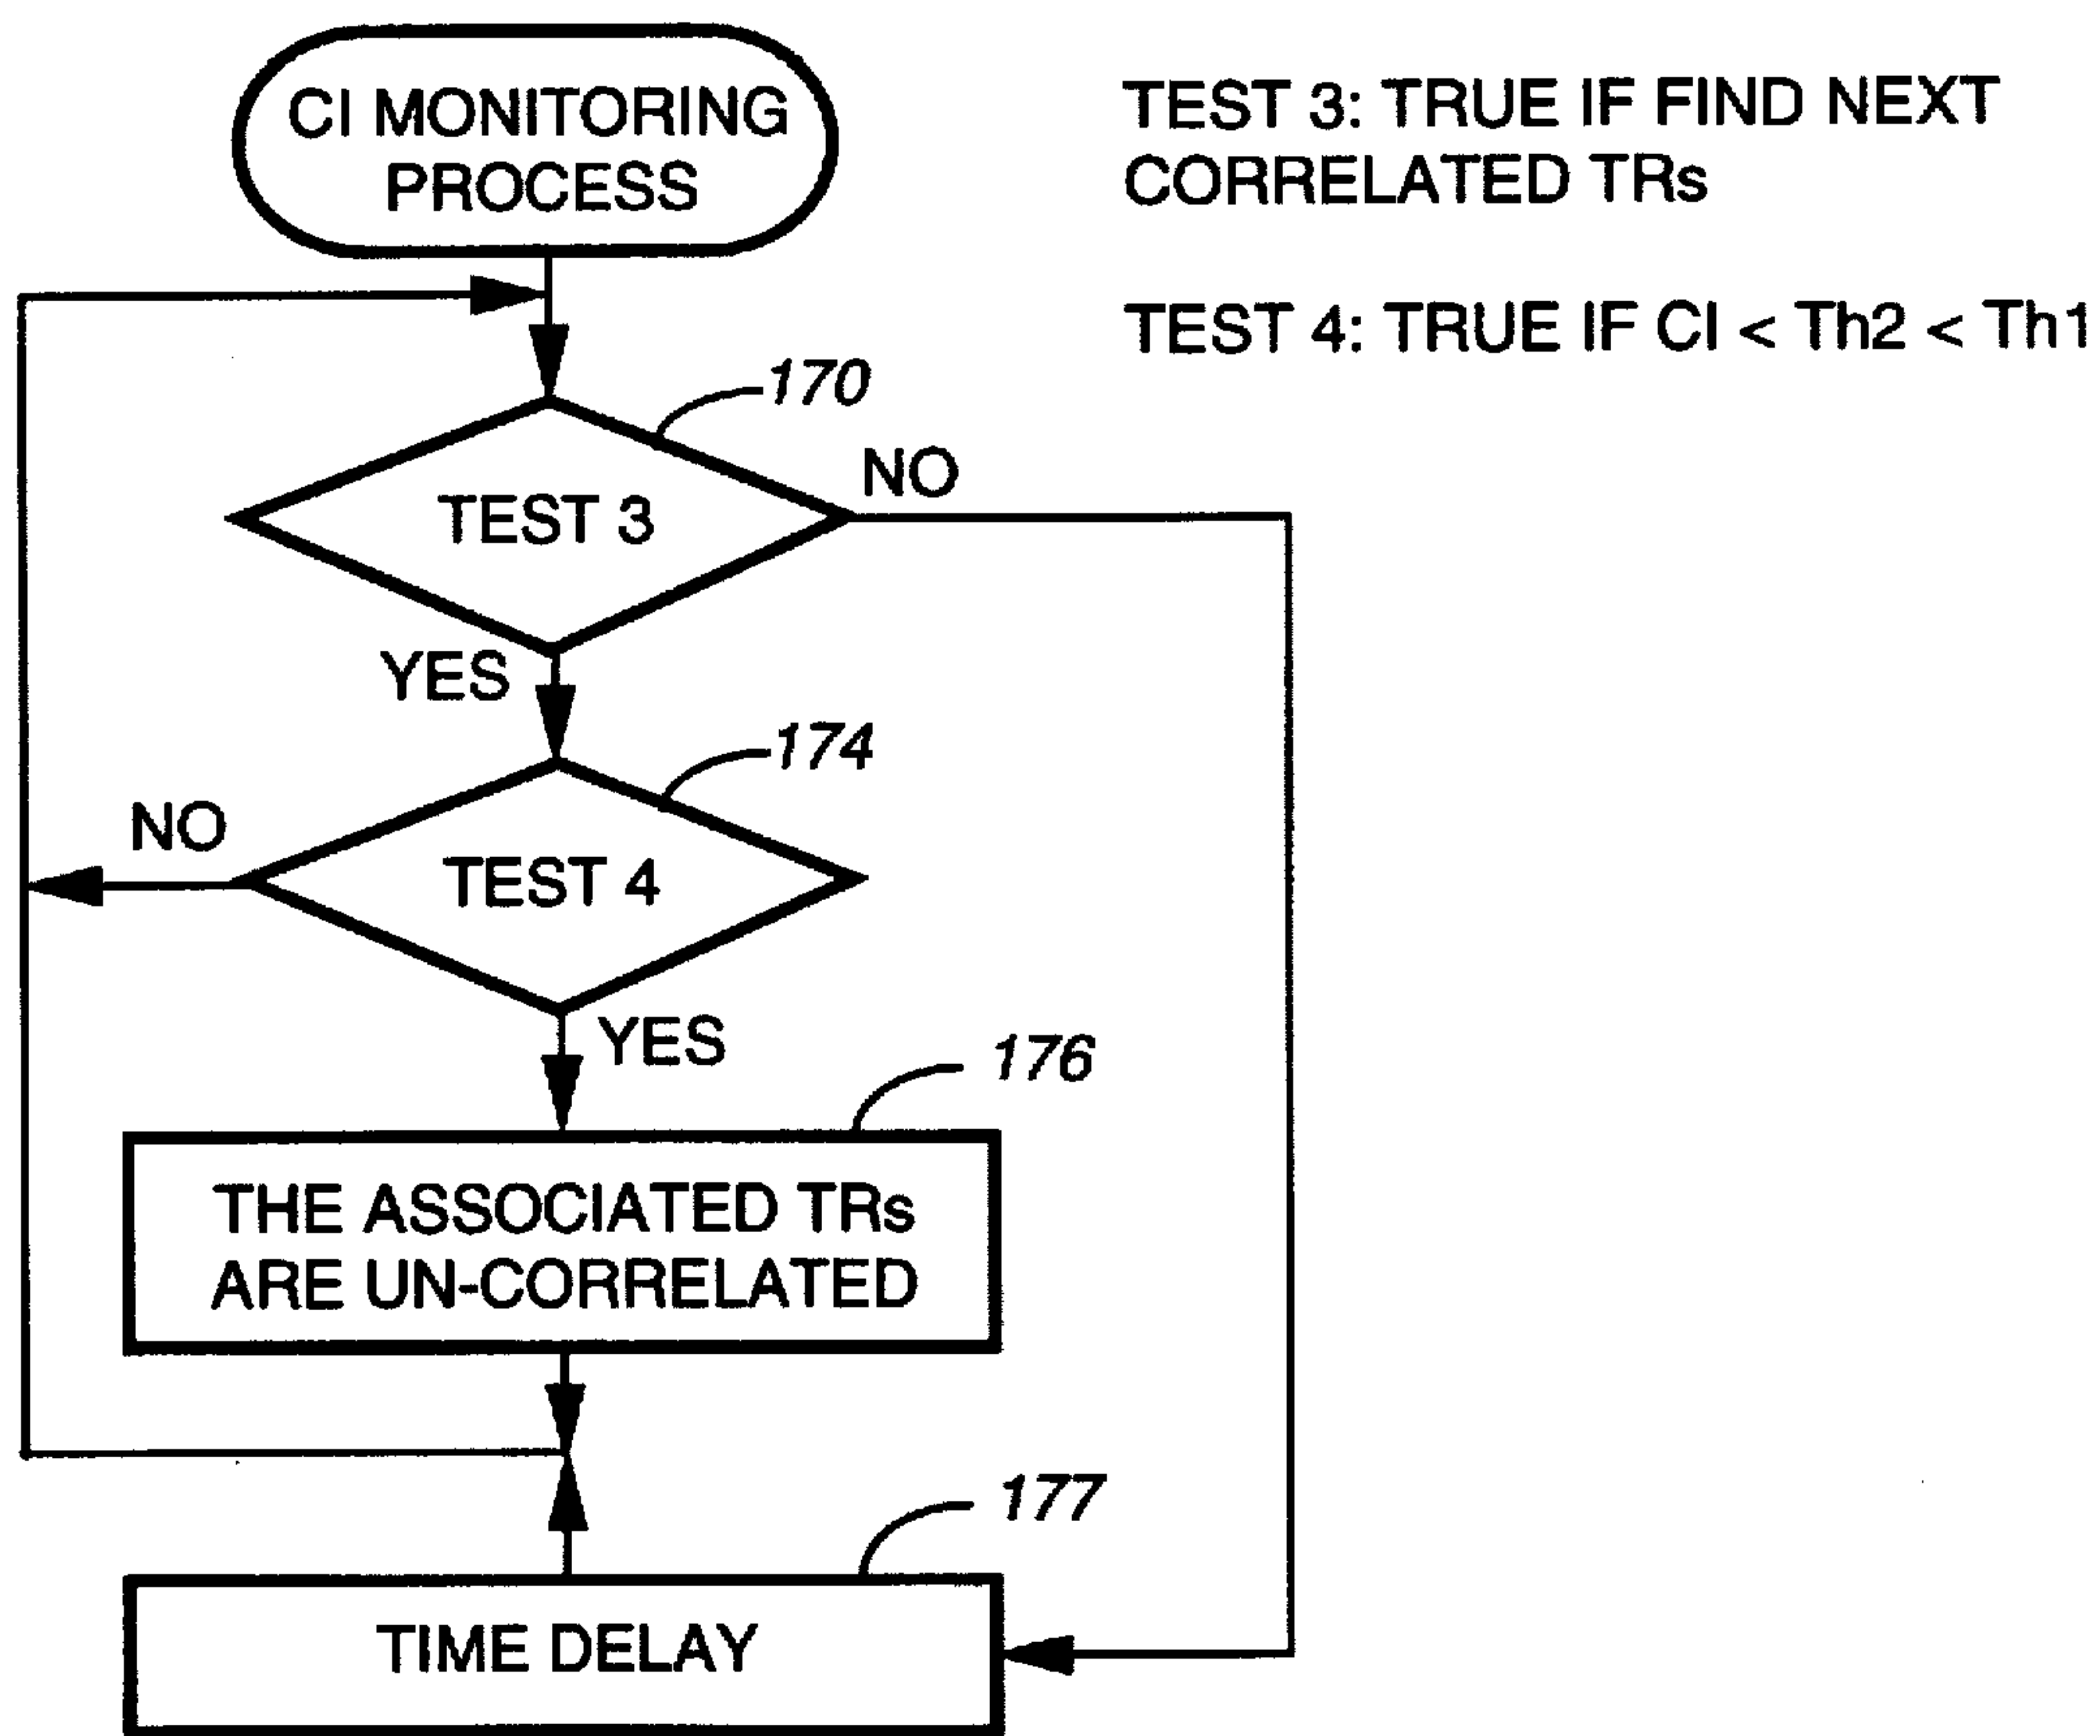 CI MONITORING
PROCESS
TEST 3: TRUE IF FIND NEXT
CORRELATED TRs
TEST 4: TRUE IF CI < Th2 < Th1
170
TEST 3
NO
YES
174
NO
TEST 4
YES
176
THE ASSOCIATED TRs
ARE UN-CORRELATED
177
TIME DELAY